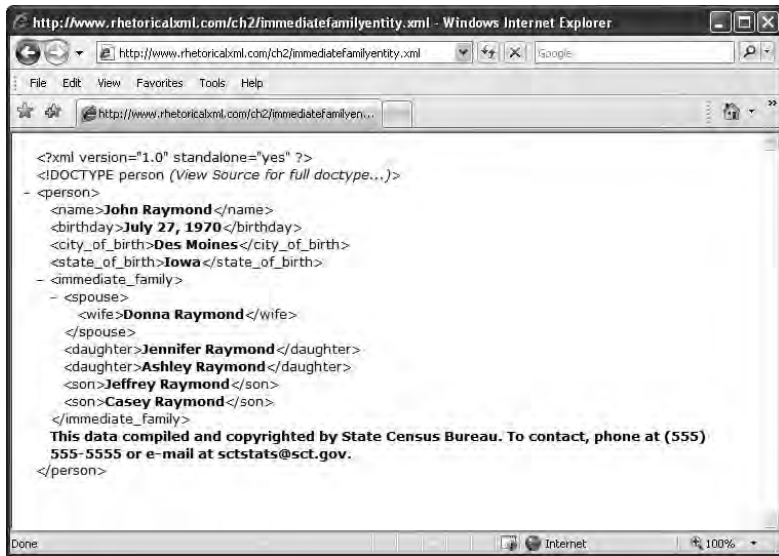 http://www.rhetoricalxml.com/ch2/immediatefamilyentity.xml - Windows Internet Explorer
http://www.rhetoricalxml.com/ch2/immediatefamilyentity.xml Google
File Edit View Favorites Tools Help
http://www.rhetoricalxml.com/ch2/immediatefamilyen...
<?xml version="1.0" standalone="yes" ?>
<!DOCTYPE person (View Source for full doctype...)>
- <person>
<name>John Raymond</name>
<birthday>July 27, 1970</birthday>
<city_of_birth>Des Moines</city_of_birth>
<state_of_birth>Iowa</state_of_birth>
- <immediate_family>
- <spouse>
<wife>Donna Raymond</wife>
</spouse>
<daughter>Jennifer Raymond</daughter>
<daughter>Ashley Raymond</daughter>
<son>Jeffrey Raymond</son>
<son>Casey Raymond</son>
</immediate_family>
This data compiled and copyrighted by State Census Bureau. To contact, phone at (555)
555-5555 or e-mail at sctstats@sct.gov.
</person>
Done Internet 100%